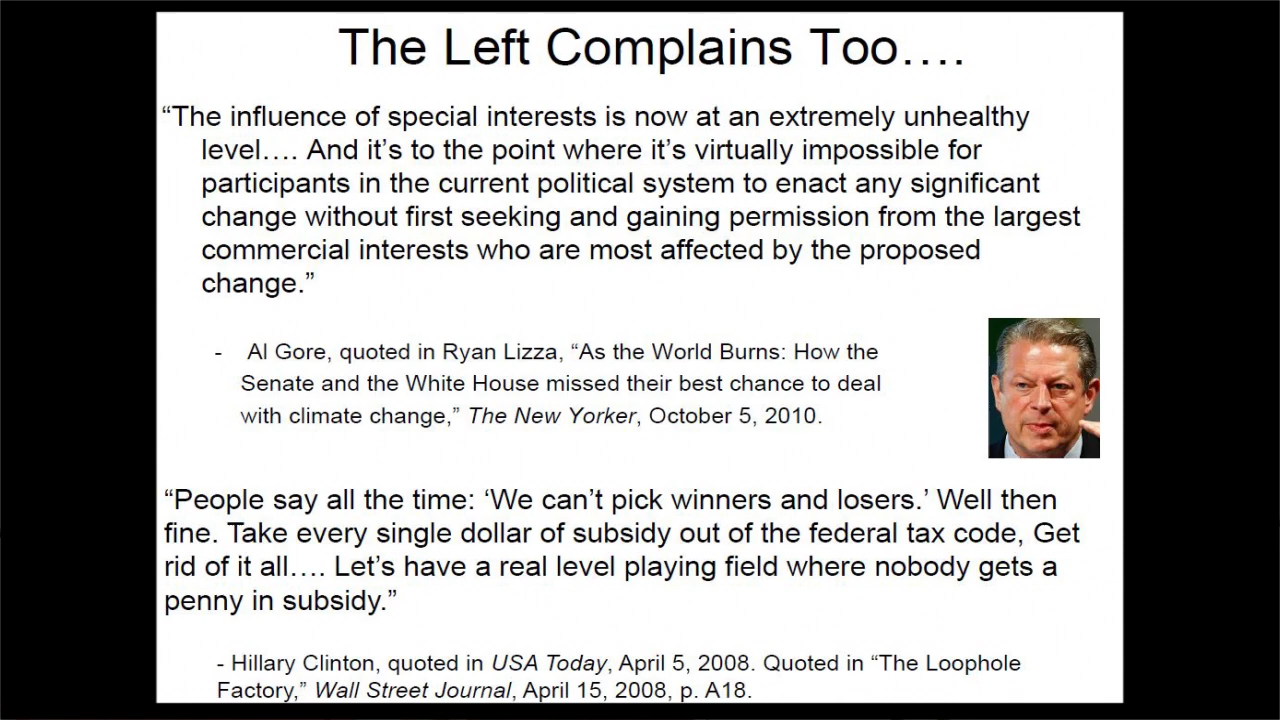 The Left Complains Too….
“The influence of special interests is now at an extremely unhealthy
level…. And it’s to the point where it’s virtually impossible for
participants in the current political system to enact any significant
change without first seeking and gaining permission from the largest
commercial interests who are most affected by the proposed
change.”
- Al Gore, quoted in Ryan Lizza, “As the World Burns: How the
Senate and the White House missed their best chance to deal
with climate change,” The New Yorker, October 5, 2010.
“People say all the time: ‘We can’t pick winners and losers.’ Well then
fine. Take every single dollar of subsidy out of the federal tax code, Get
rid of it all…. Let’s have a real level playing field where nobody gets a
penny in subsidy.”
- Hillary Clinton, quoted in USA Today, April 5, 2008. Quoted in “The Loophole
Factory,” Wall Street Journal, April 15, 2008, p. A18.